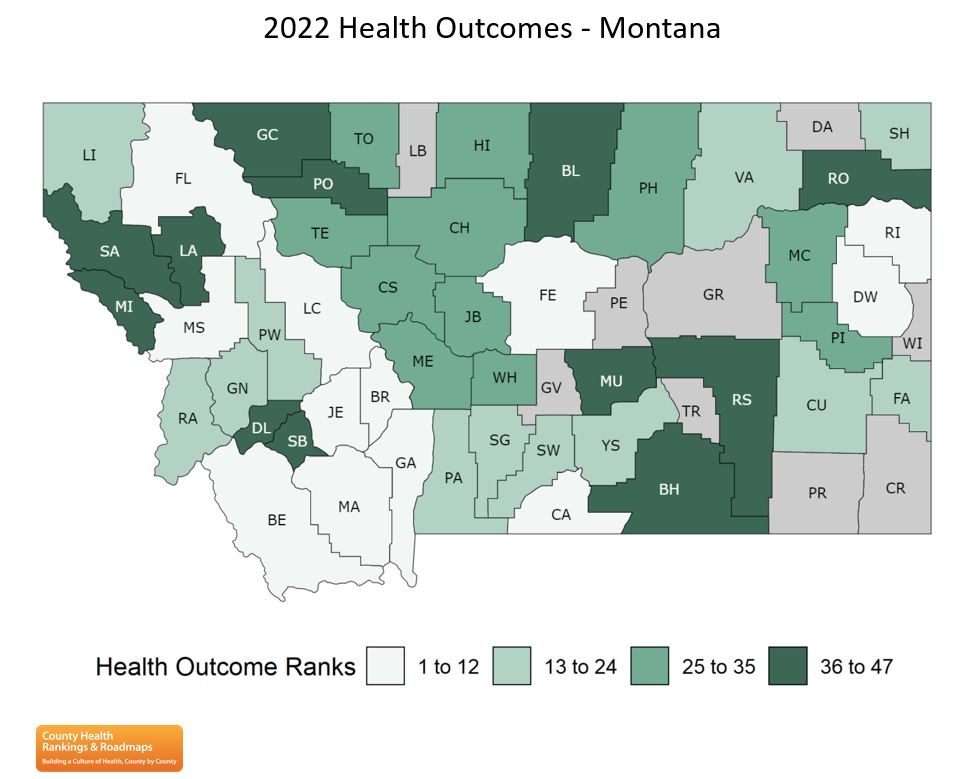 2022 Health Outcomes - Montana
LI
FL
GC
TO
LB
HI
BL
PH
VA
DA
SH
PO
RO
SA
LA
TE
CH
MC
RI
MI
MS
PW
LC
CS
JB
FE
PE
GR
DW
WI
PI
RA
GN
ME
WH
GV
MU
RS
TR
CU
FA
DL
SB
JE
BR
GA
SG
SW
YS
PA
BH
PR
CR
BE
MA
CA
Health Outcome Ranks
1 to 12
13 to 24
25 to 35
36 to 47
County Health
Rankings & Roadmaps
Building a Culture of Health, County by County